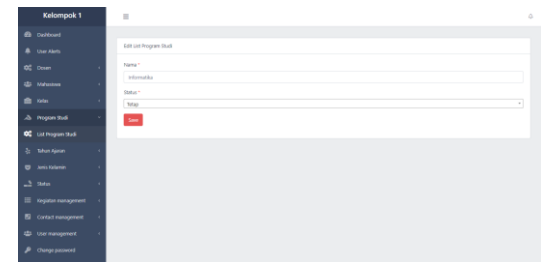 Kelompok 1
Dashboard
User Alerts
Dosen
Mahasiswa
Kelas
Program Studi
List Program Studi
Tahun Ajaran
Jenis Kelamin
Status
Kegiatan management
Contact management
User management
Change password
Edit List Program Studi
Name *
Informatika
Status *
Tetap
Save